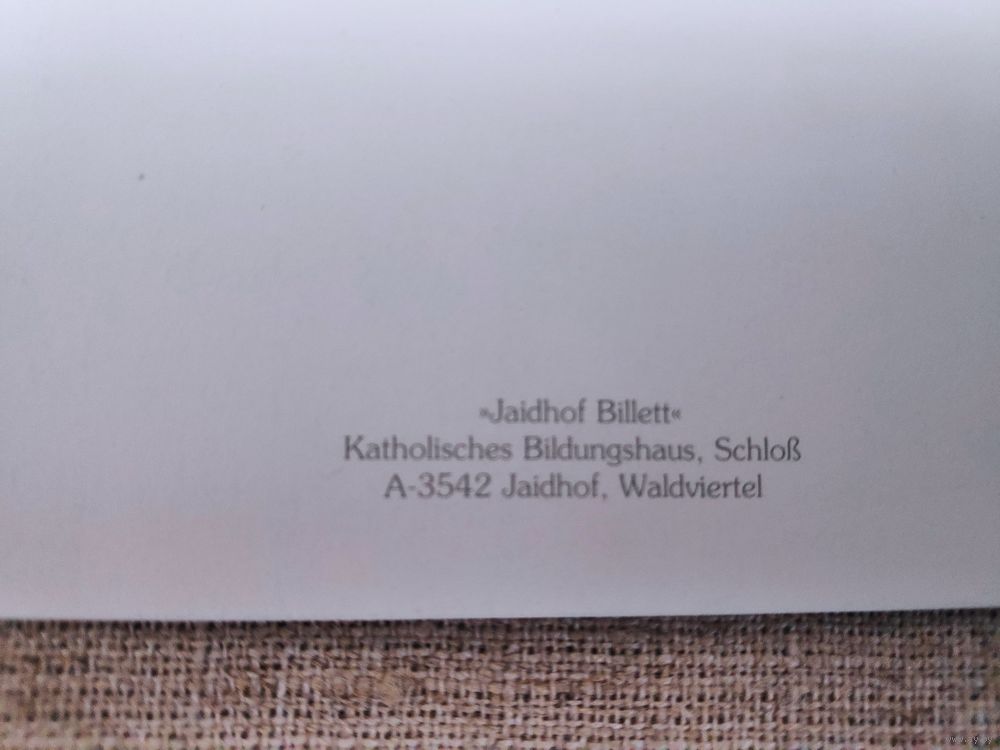 »Jaidhof Billett«
Katholisches Bildungshaus, Schloß
A-3542 Jaidhof, Waldviertel